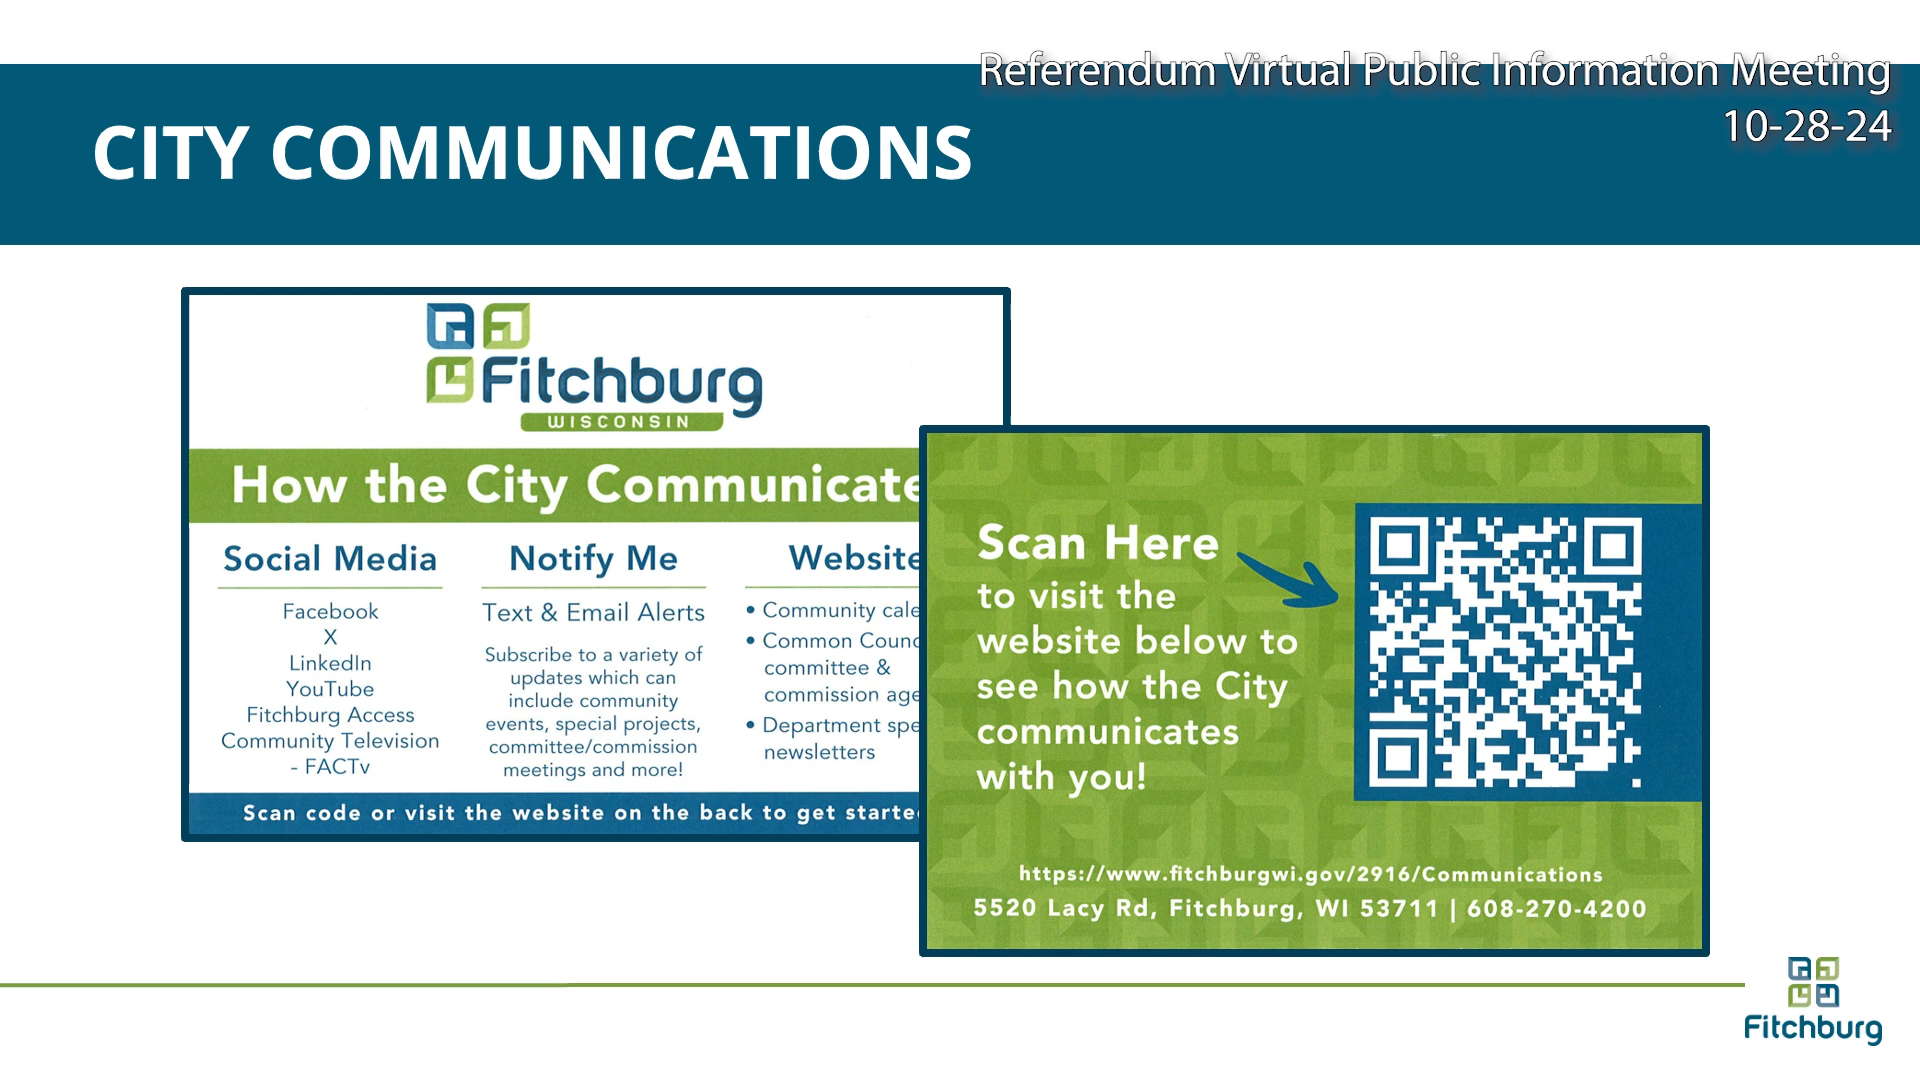 Referendum Virtual Public Information Meeting
10-28-24
CITY COMMUNICATIONS
Fitchburg
WISCONSIN
How the City Communicate
Social Media
Facebook
X
LinkedIn
YouTube
Fitchburg Access
Community Television
- FACTv
Notify Me
Text & Email Alerts
Subscribe to a variety of
updates which can
include community
events, special projects,
committee/commission
meetings and more!
Website
• Community cale
• Common Counc
committee &
commission age
• Department spe
newsletters
Scan code or visit the website on the back to get starte
Scan Here
to visit the
website below to
see how the City
communicates
with you!
https://www.fitchburgwi.gov/2916/Communications
5520 Lacy Rd, Fitchburg, WI 53711 | 608-270-4200
Fitchburg